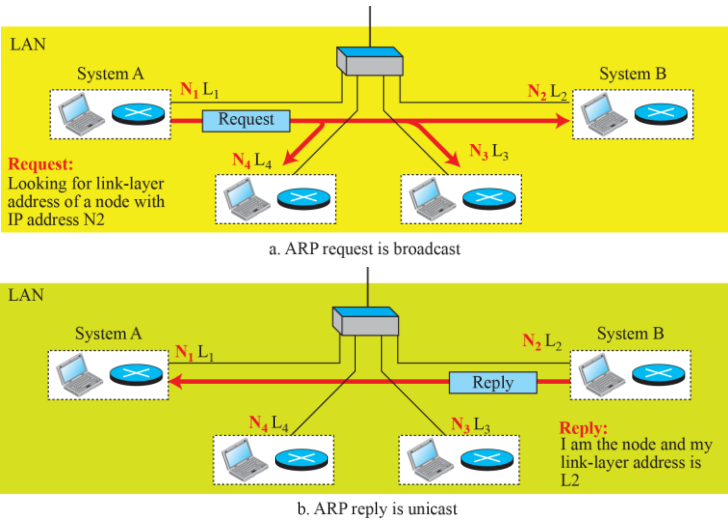 LAN
System A
System B
N1 L1
N2 L2
Request
Request:
Looking for link-layer
address of a node with
IP address N2
N4 L4
N3 L3
a. ARP request is broadcast
LAN
System A
System B
N1 L1
N2 L2
Reply
N4 L4
N3 L3
Reply:
I am the node and my
link-layer address is
L2
b. ARP reply is unicast